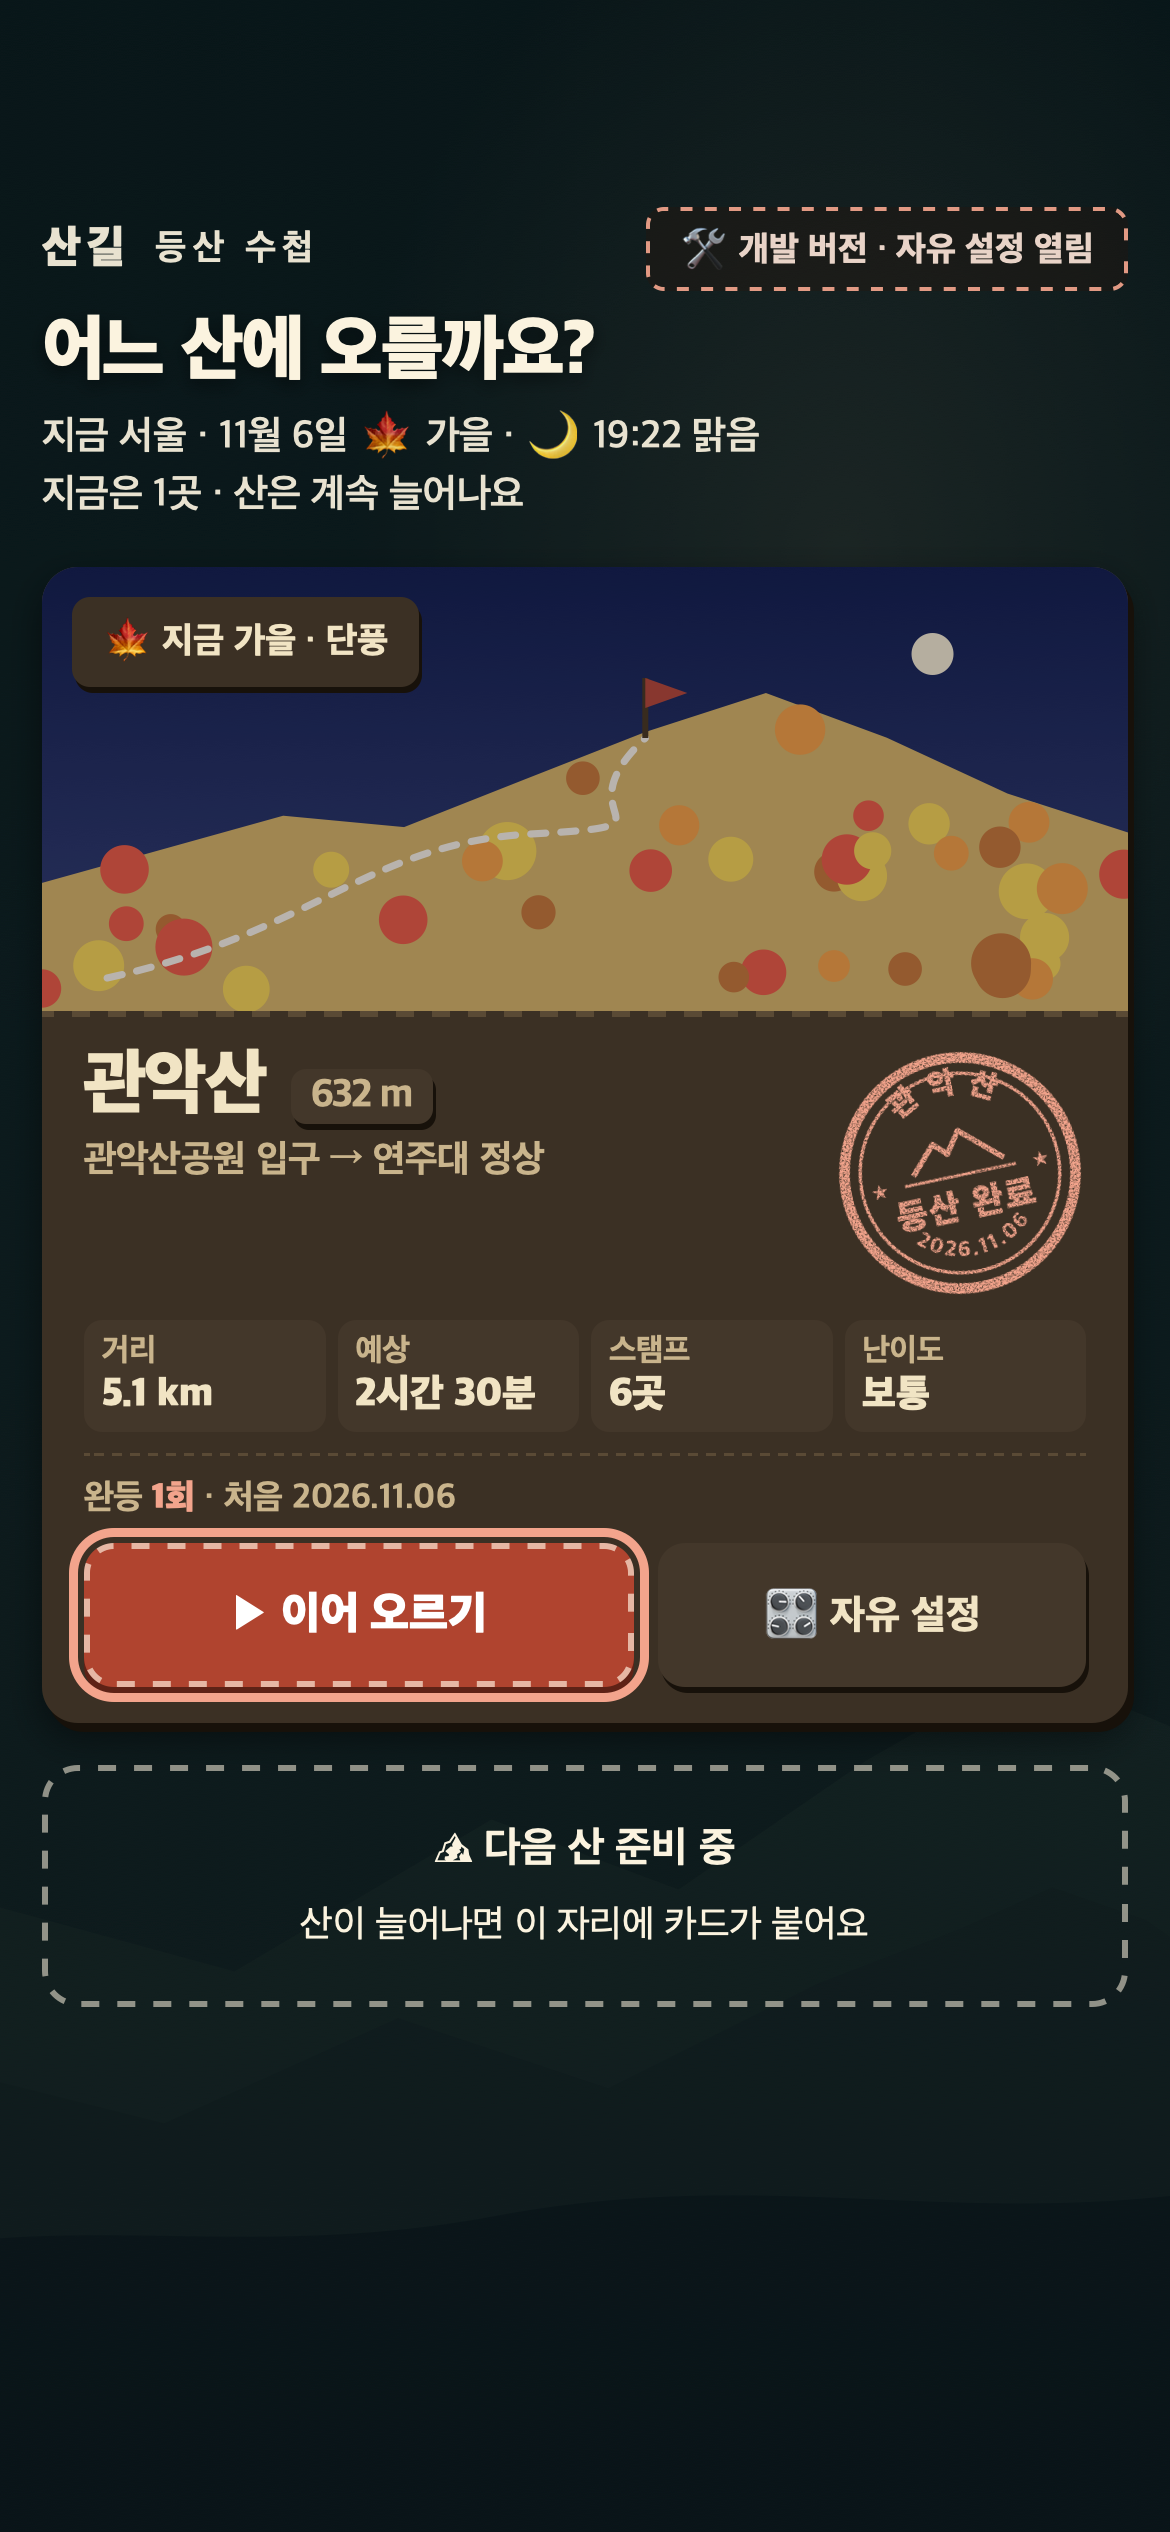 산길 등산 수첩
🛠 개발 버전 · 자유 설정 열림
어느 산에 오를까요?
지금 서울 · 11월 6일 🍁 가을 · 🌙 19:22 맑음
지금은 1곳 · 산은 계속 늘어나요
🍁 지금 가을 · 단풍
관악산 632 m
관악산공원 입구 → 연주대 정상
관악산
등산 완료
2026.11.06
거리
5.1 km
예상
2시간 30분
스탬프
6곳
난이도
보통
완등 1회 · 처음 2026.11.06
▶ 이어 오르기
🎛 자유 설정
⛰ 다음 산 준비 중
산이 늘어나면 이 자리에 카드가 붙어요